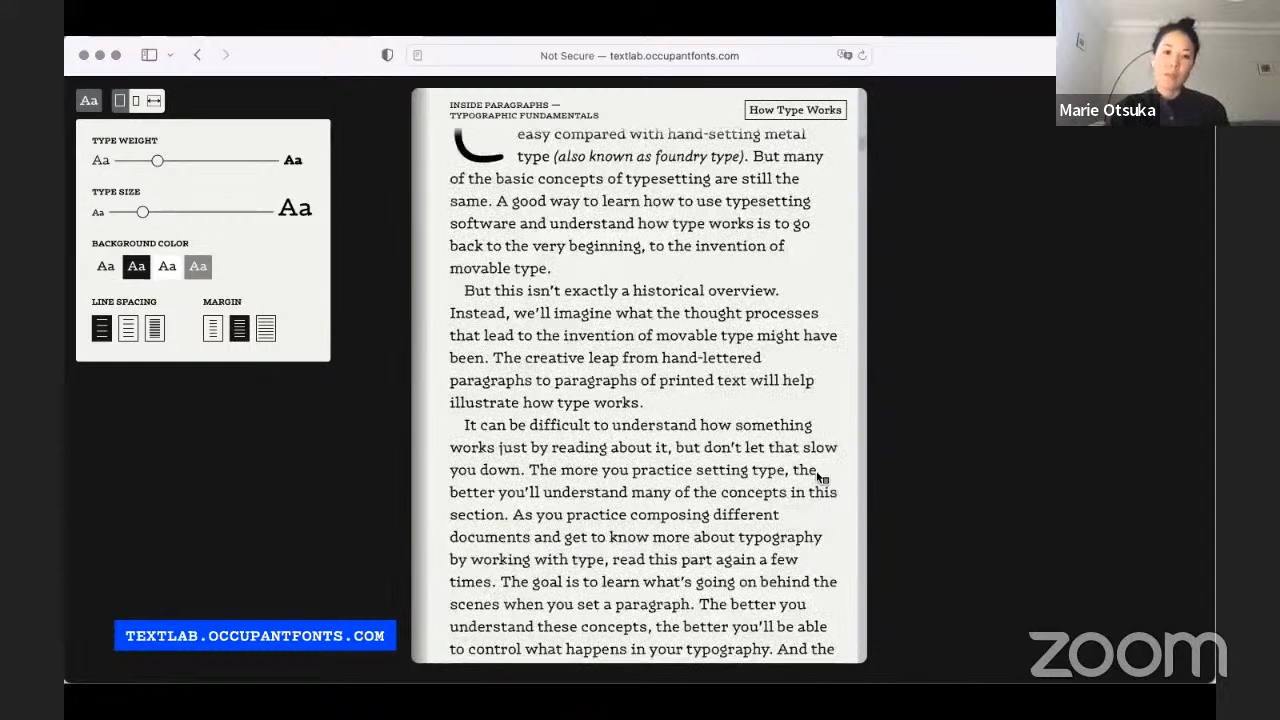 Not Secure — textlab.occupantfonts.com
Marie Otsuka
Aa
TYPE WEIGHT
Aa Aa
TYPE SIZE
Aa Aa
BACKGROUND COLOR
Aa Aa Aa Aa
LINE SPACING MARGIN
INSIDE PARAGRAPHS —
TYPOGRAPHIC FUNDAMENTALS
How Type Works
easy compared with hand-setting metal
type (also known as foundry type). But many
of the basic concepts of typesetting are still the
same. A good way to learn how to use typesetting
software and understand how type works is to go
back to the very beginning, to the invention of
movable type.
But this isn’t exactly a historical overview.
Instead, we’ll imagine what the thought processes
that lead to the invention of movable type might have
been. The creative leap from hand-lettered
paragraphs to paragraphs of printed text will help
illustrate how type works.
It can be difficult to understand how something
works just by reading about it, but don’t let that slow
you down. The more you practice setting type, the
better you’ll understand many of the concepts in this
section. As you practice composing different
documents and get to know more about typography
by working with type, read this part again a few
times. The goal is to learn what’s going on behind the
scenes when you set a paragraph. The better you
understand these concepts, the better you’ll be able
to control what happens in your typography. And the
TEXTLAB.OCCUPANTFONTS.COM
zoom